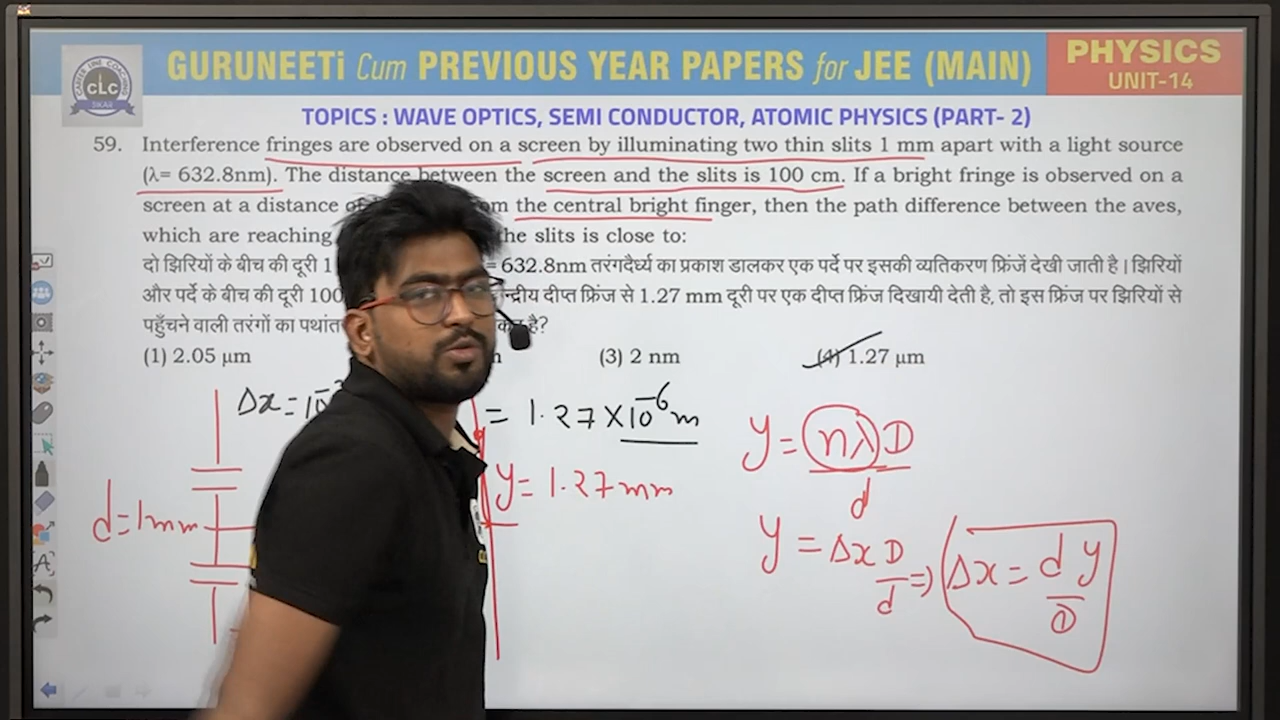 GURUNEETi Cum PREVIOUS YEAR PAPERS for JEE (MAIN)
PHYSICS
UNIT-14
CAREER LINE COACHING
CLC
SIKAR
TOPICS : WAVE OPTICS, SEMI CONDUCTOR, ATOMIC PHYSICS (PART- 2)
59. Interference fringes are observed on a screen by illuminating two thin slits 1 mm apart with a light source
(λ= 632.8nm). The distance between the screen and the slits is 100 cm. If a bright fringe is observed on a
screen at a distance the central bright finger, then the path difference between the aves,
which are reaching the slits is close to:
दो झिरियों के बीच की दूरी 1 = 632.8nm तरंगदैर्ध्य का प्रकाश डालकर एक पर्दे पर इसकी व्यतिकरण फ्रिंजें देखी जाती है। झिरियों
और पर्दे के बीच की दूरी 100 न्द्रीय दीप्त फ्रिंज से 1.27 mm दूरी पर एक दीप्त फ्रिंज दिखायी देती है, तो इस फ्रिंज पर झिरियों से
पहुँचने वाली तरंगों का है?
(1) 2.05 μm (3) 2 nm (4) 1.27 μm
Δx = = 1.27 × 10⁻⁶ m
y = nλD/d
y = 1.27 mm
d = 1mm
y = Δx D/d ⇒ Δx = d y/D